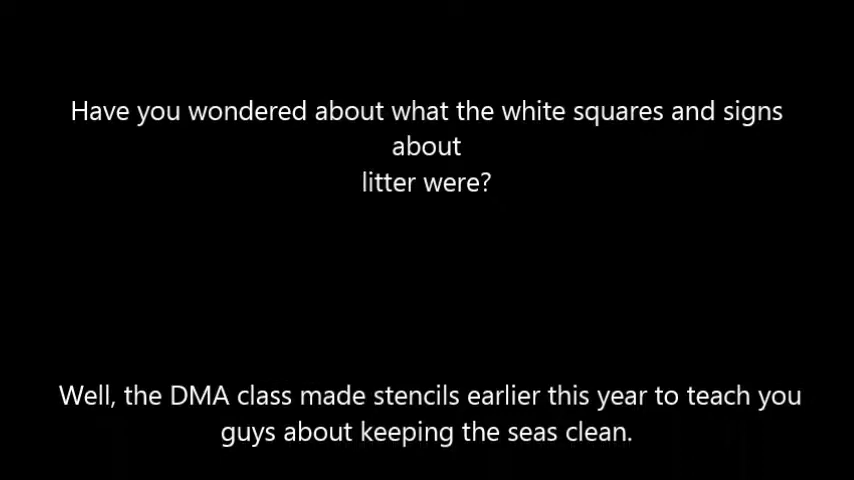 Have you wondered about what the white squares and signs
about
litter were?
Well, the DMA class made stencils earlier this year to teach you
guys about keeping the seas clean.